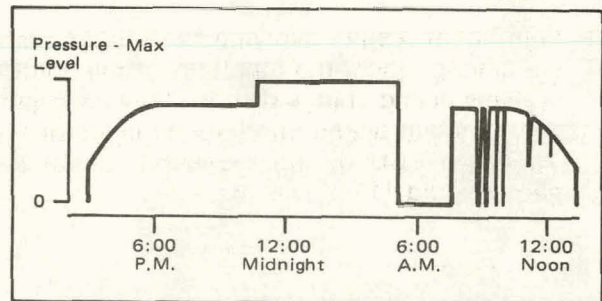 Pressure - Max
Level
0
6:00 12:00 6:00 12:00
P.M. Midnight A.M. Noon